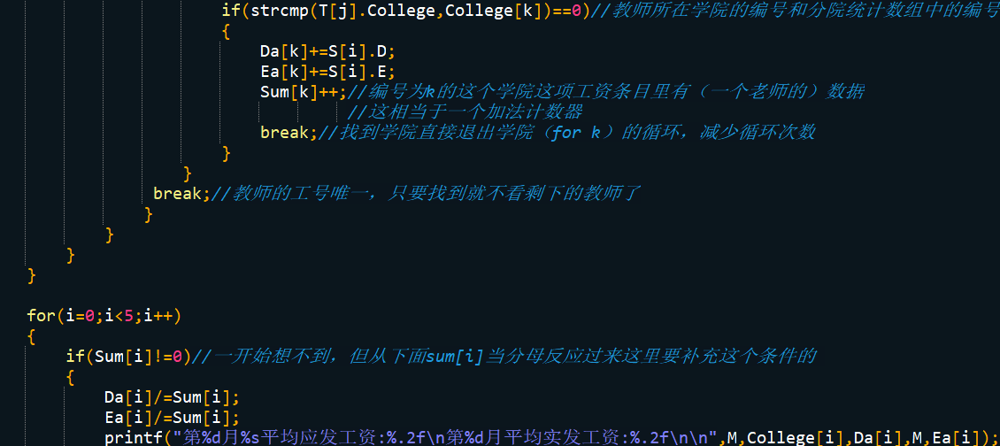 if(strcmp(T[j].College,College[k])==0)//教师所在学院的编号和分院统计数组中的编号
{
Da[k]+=S[i].D;
Ea[k]+=S[i].E;
Sum[k]++;//编号为k的这个学院这项工资条目里有（一个老师的）数据
//这相当于一个加法计数器
break;//找到学院直接退出学院（for k）的循环，减少循环次数
}
}
break;//教师的工号唯一，只要找到就不看剩下的教师了
}
}
}
}
for(i=0;i<5;i++)
{
if(Sum[i]!=0)//一开始想不到，但从下面sum[i]当分母反应过来这里要补充这个条件的
{
Da[i]/=Sum[i];
Ea[i]/=Sum[i];
printf("第%d月%s平均应发工资:%.2f\n第%d月平均实发工资:%.2f\n\n",M,College[i],Da[i],M,Ea[i]);